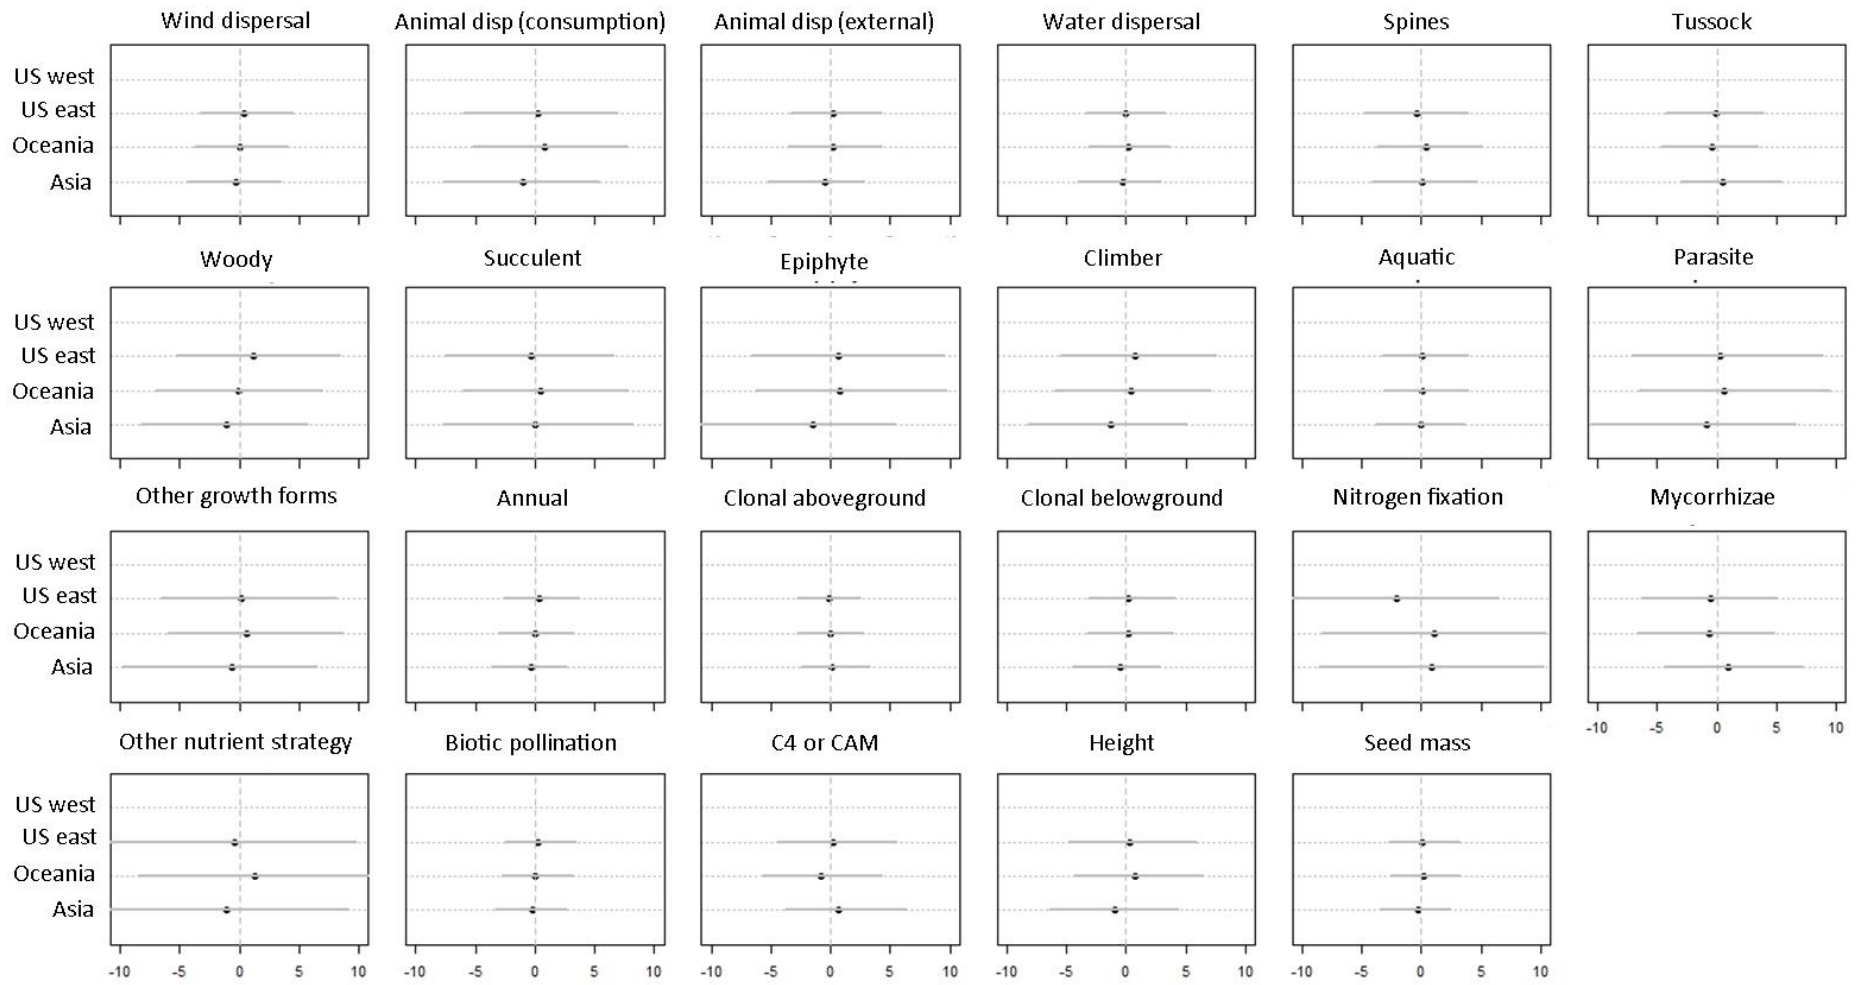 Wind dispersal Animal disp (consumption) Animal disp (external) Water dispersal Spines Tussock
US west
US east
Oceania
Asia
Woody Succulent Epiphyte Climber Aquatic Parasite
US west
US east
Oceania
Asia
Other growth forms Annual Clonal aboveground Clonal belowground Nitrogen fixation Mycorrhizae
US west
US east
Oceania
Asia
-10 -5 0 5 10
Other nutrient strategy Biotic pollination C4 or CAM Height Seed mass
US west
US east
Oceania
Asia
-10 -5 0 5 10 -10 -5 0 5 10 -10 -5 0 5 10 -10 -5 0 5 10 -10 -5 0 5 10